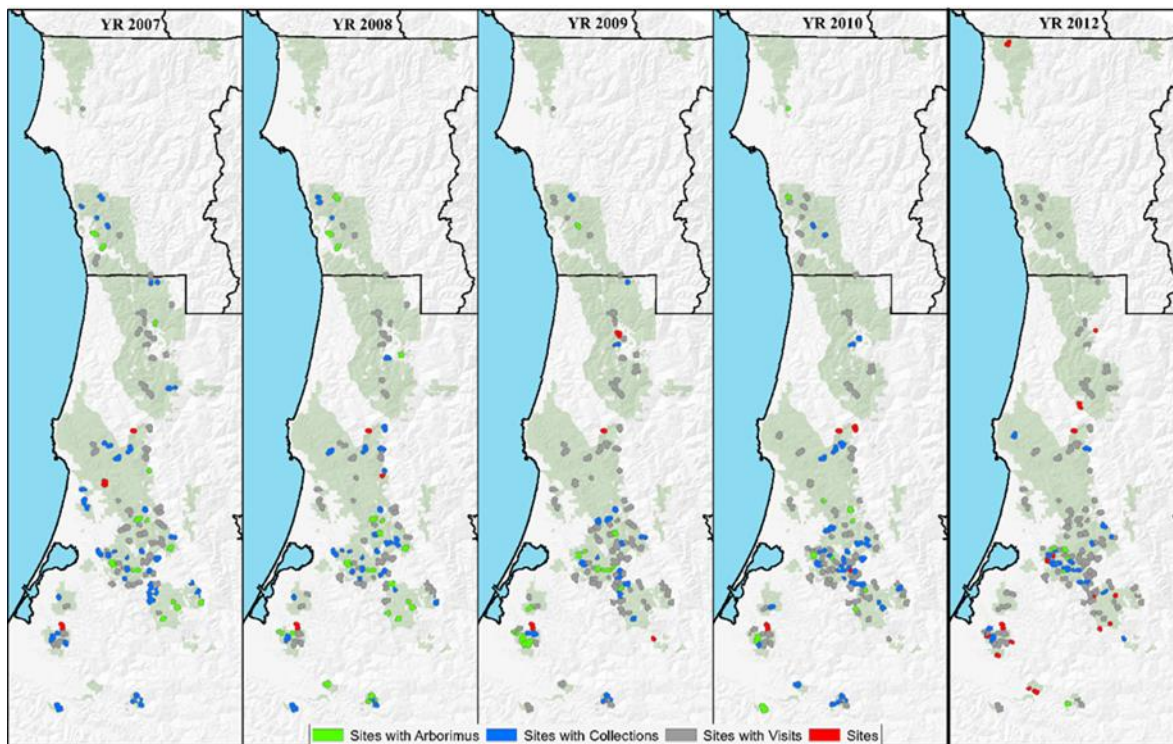 YR 2007
YR 2008
YR 2009
YR 2010
YR 2012
Sites with Arborimus
Sites with Collections
Sites with Visits
Sites